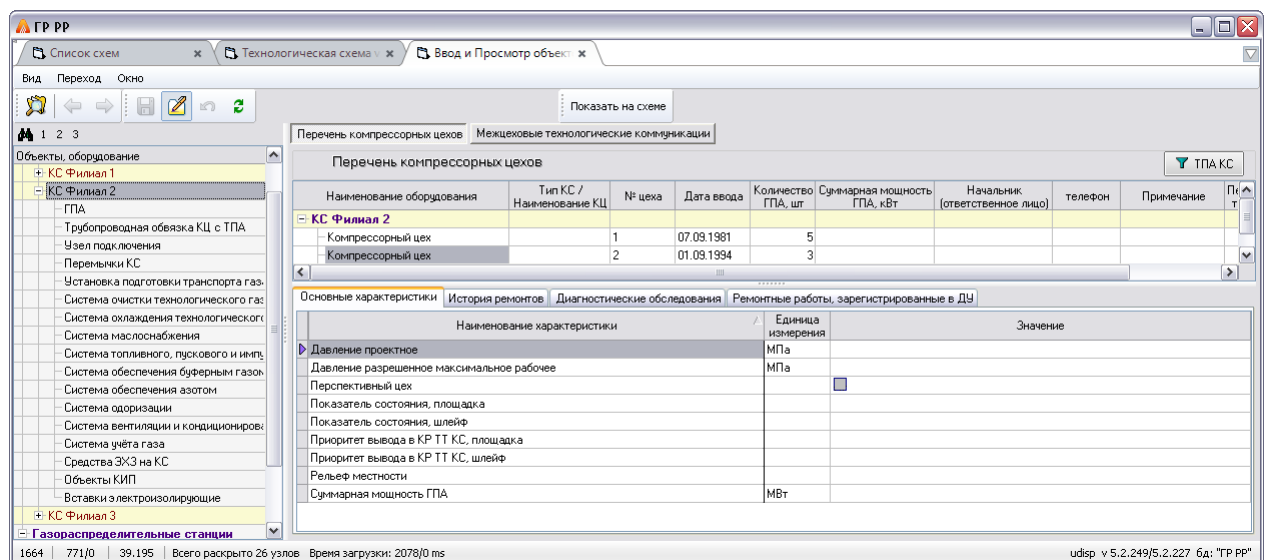 ГР РР
Список схем
Технологическая схема
Ввод и Просмотр объект
Вид Переход Окно
Показать на схеме
1 2 3
Объекты, оборудование
КС Филиал 1
КС Филиал 2
ГПА
Трубопроводная обвязка КЦ с ТПА
Узел подключения
Перемычки КС
Установка подготовки транспорта газ
Система очистки технологического газ
Система охлаждения технологического
Система маслоснабжения
Система топливного, пускового и импу
Система обеспечения буферным газом
Система обеспечения азотом
Система одоризации
Система вентиляции и кондиционирова
Система учёта газа
Средства ЭХЗ на КС
Объекты КИП
Вставки электроизолирующие
КС Филиал 3
Газораспределительные станции
Перечень компрессорных цехов Межцеховые технологические коммуникации
Перечень компрессорных цехов
ТПА КС
Наименование оборудования
Тип КС /
Наименование КЦ
№ цеха
Дата ввода
Количество
ГПА, шт
Суммарная мощность
ГПА, кВт
Начальник
(ответственное лицо)
телефон
Примечание
КС Филиал 2
Компрессорный цех 1 07.09.1981 5
Компрессорный цех 2 01.09.1994 3
Основные характеристики История ремонтов Диагностические обследования Ремонтные работы, зарегистрированные в ДУ
Наименование характеристики
Единица
измерения
Значение
Давление проектное МПа
Давление разрешенное максимальное рабочее МПа
Перспективный цех
Показатель состояния, площадка
Показатель состояния, шлейф
Приоритет вывода в КР ТТ КС, площадка
Приоритет вывода в КР ТТ КС, шлейф
Рельеф местности
Суммарная мощность ГПА МВт
1664 771/0 39.195 Всего раскрыто 26 узлов Время загрузки: 2078/0 ms
udisp v 5.2.249/5.2.227 бд: "ГР РР"